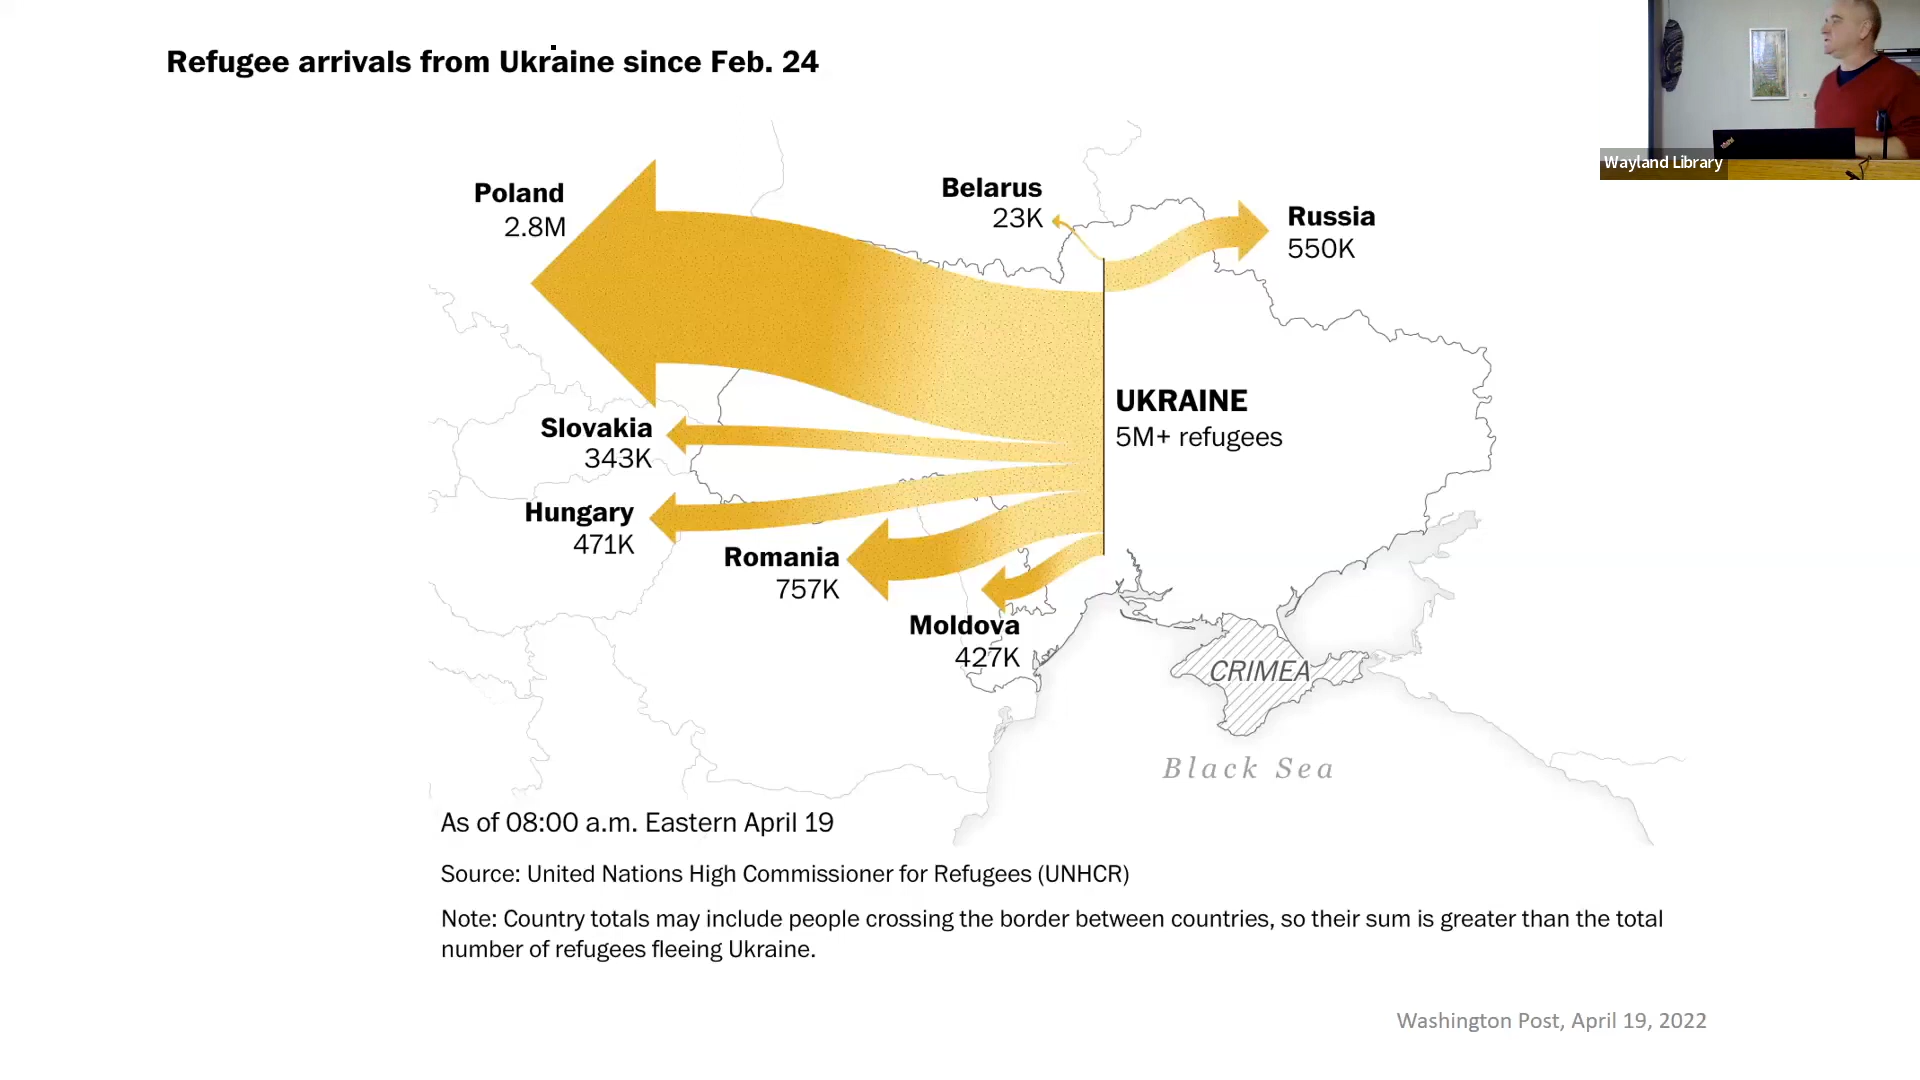 Refugee arrivals from Ukraine since Feb. 24
Wayland Library
Poland
2.8M
Belarus
23K
Russia
550K
UKRAINE
5M+ refugees
Slovakia
343K
Hungary
471K
Romania
757K
Moldova
427K
CRIMEA
Black Sea
As of 08:00 a.m. Eastern April 19
Source: United Nations High Commissioner for Refugees (UNHCR)
Note: Country totals may include people crossing the border between countries, so their sum is greater than the total
number of refugees fleeing Ukraine.
Washington Post, April 19, 2022